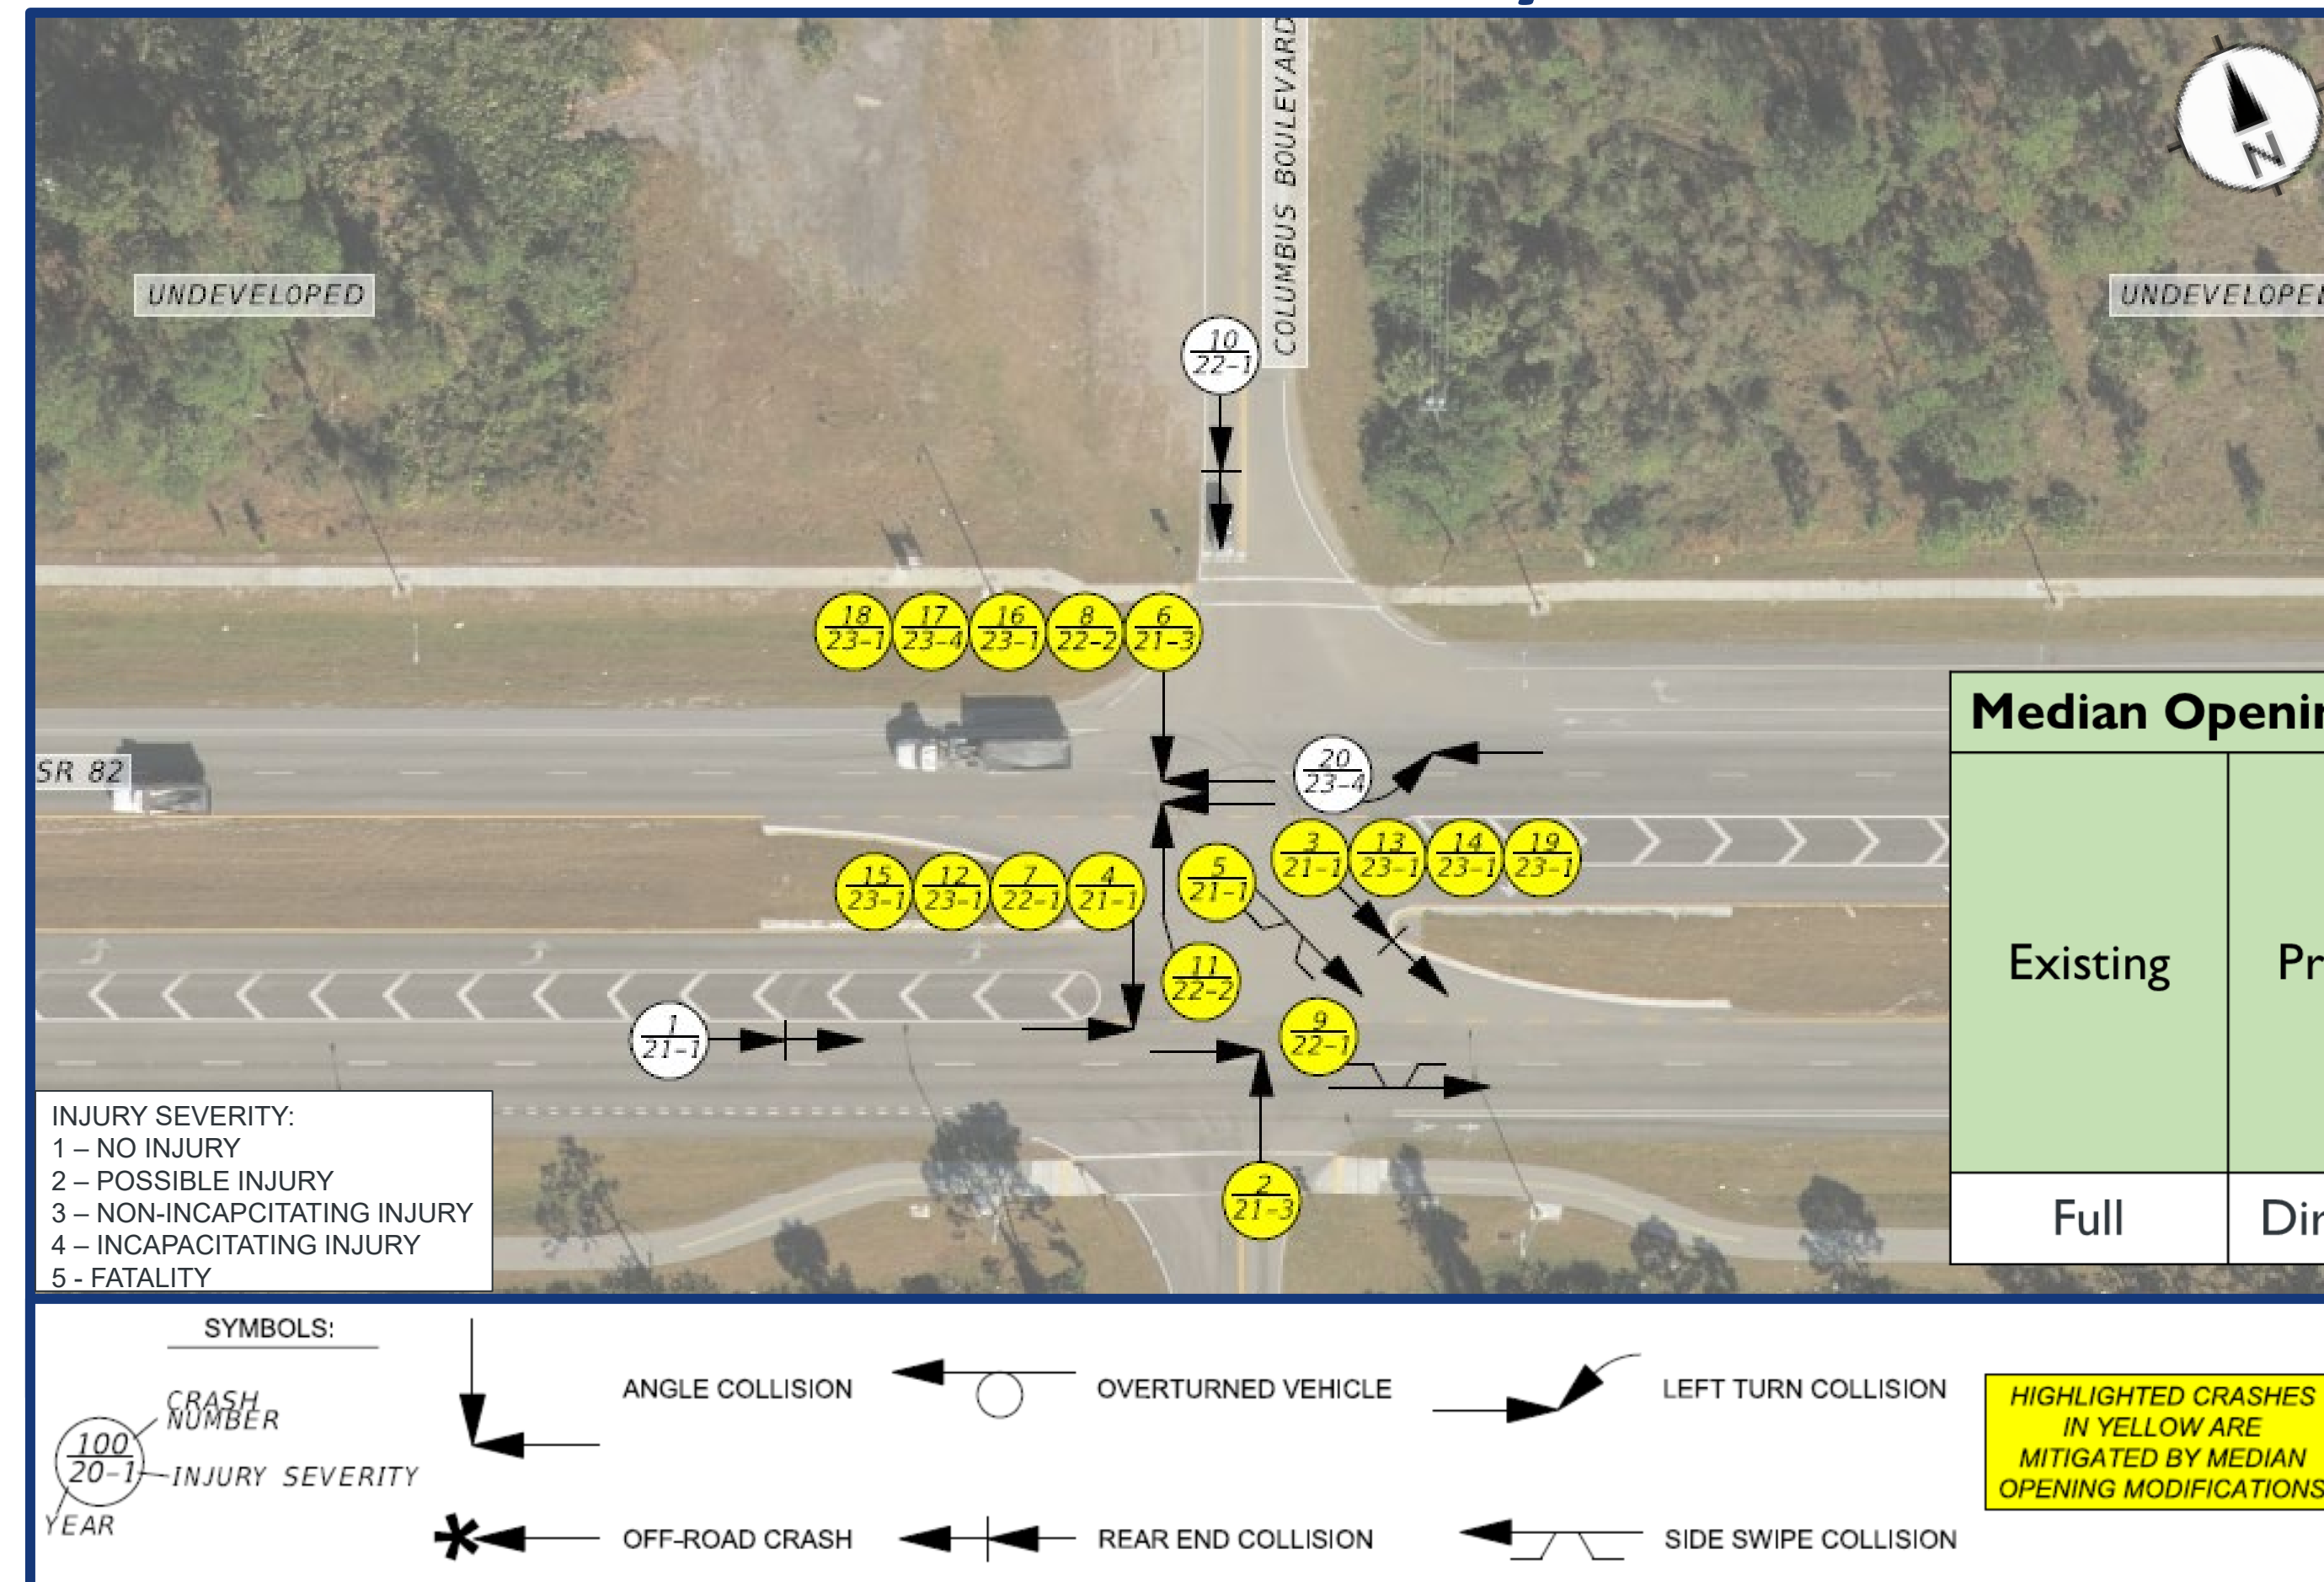 COLUMBUS BOULEVARD
N
UNDEVELOPED
10
22-1
18
23-1
17
23-4
16
23-1
8
22-2
6
21-3
SR 82
20
23-4
3
21-1
13
23-1
14
23-1
19
23-1
15
23-1
12
23-1
7
22-1
4
21-1
5
21-1
11
22-2
9
22-1
1
21-1
2
21-3
Median
Existing
Full
INJURY SEVERITY:
1 – NO INJURY
2 – POSSIBLE INJURY
3 – NON-INCAPCITATING INJURY
4 – INCAPACITATING INJURY
5 - FATALITY
SYMBOLS:
CRASH
NUMBER
100
20-1
INJURY SEVERITY
YEAR
ANGLE COLLISION
OVERTURNED VEHICLE
LEFT TURN COLLISION
OFF-ROAD CRASH
REAR END COLLISION
SIDE SWIPE COLLISION
HIGHLIGHTED CRASHES
IN YELLOW ARE
MITIGATED BY MEDIAN
OPENING MODIFICATIONS